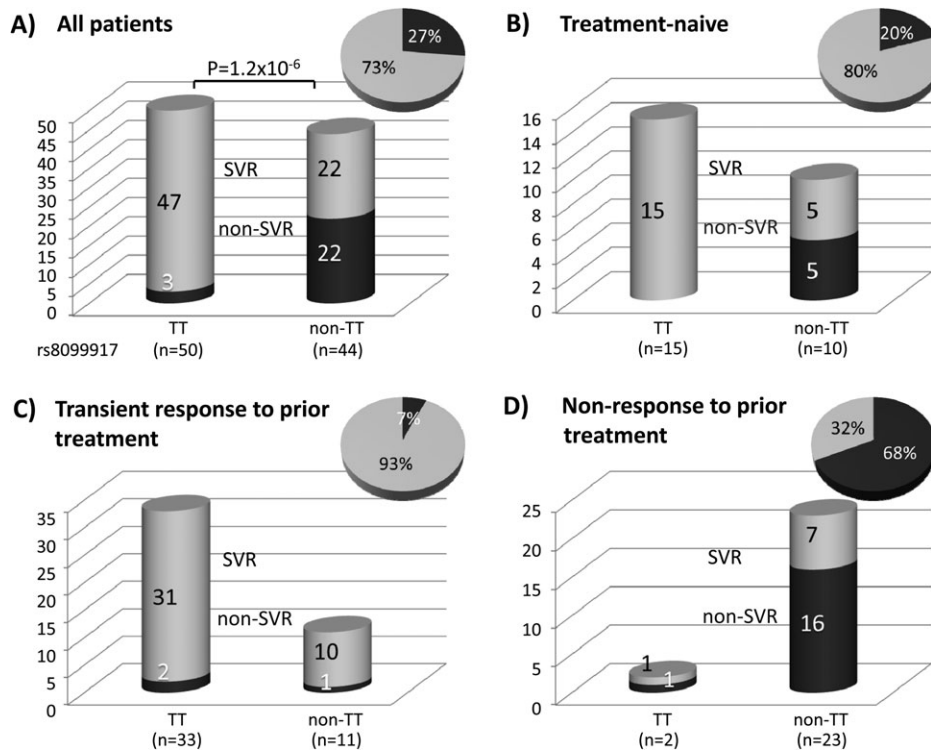 A) All patients
27%
73%
P=1.2x10⁻⁶
50
45
40
35
30
25
20
15
10
5
0
SVR
non-SVR
47
3
22
22
TT
non-TT
rs8099917
(n=50)
(n=44)
B) Treatment-naive
20%
80%
16
14
12
10
8
6
4
2
0
SVR
non-SVR
15
5
5
TT
non-TT
(n=15)
(n=10)
C) Transient response to prior
treatment
7%
93%
35
30
25
20
15
10
5
0
SVR
non-SVR
31
2
10
1
TT
non-TT
(n=33)
(n=11)
D) Non-response to prior
treatment
32%
68%
25
20
15
10
5
0
SVR
non-SVR
1
1
7
16
TT
non-TT
(n=2)
(n=23)